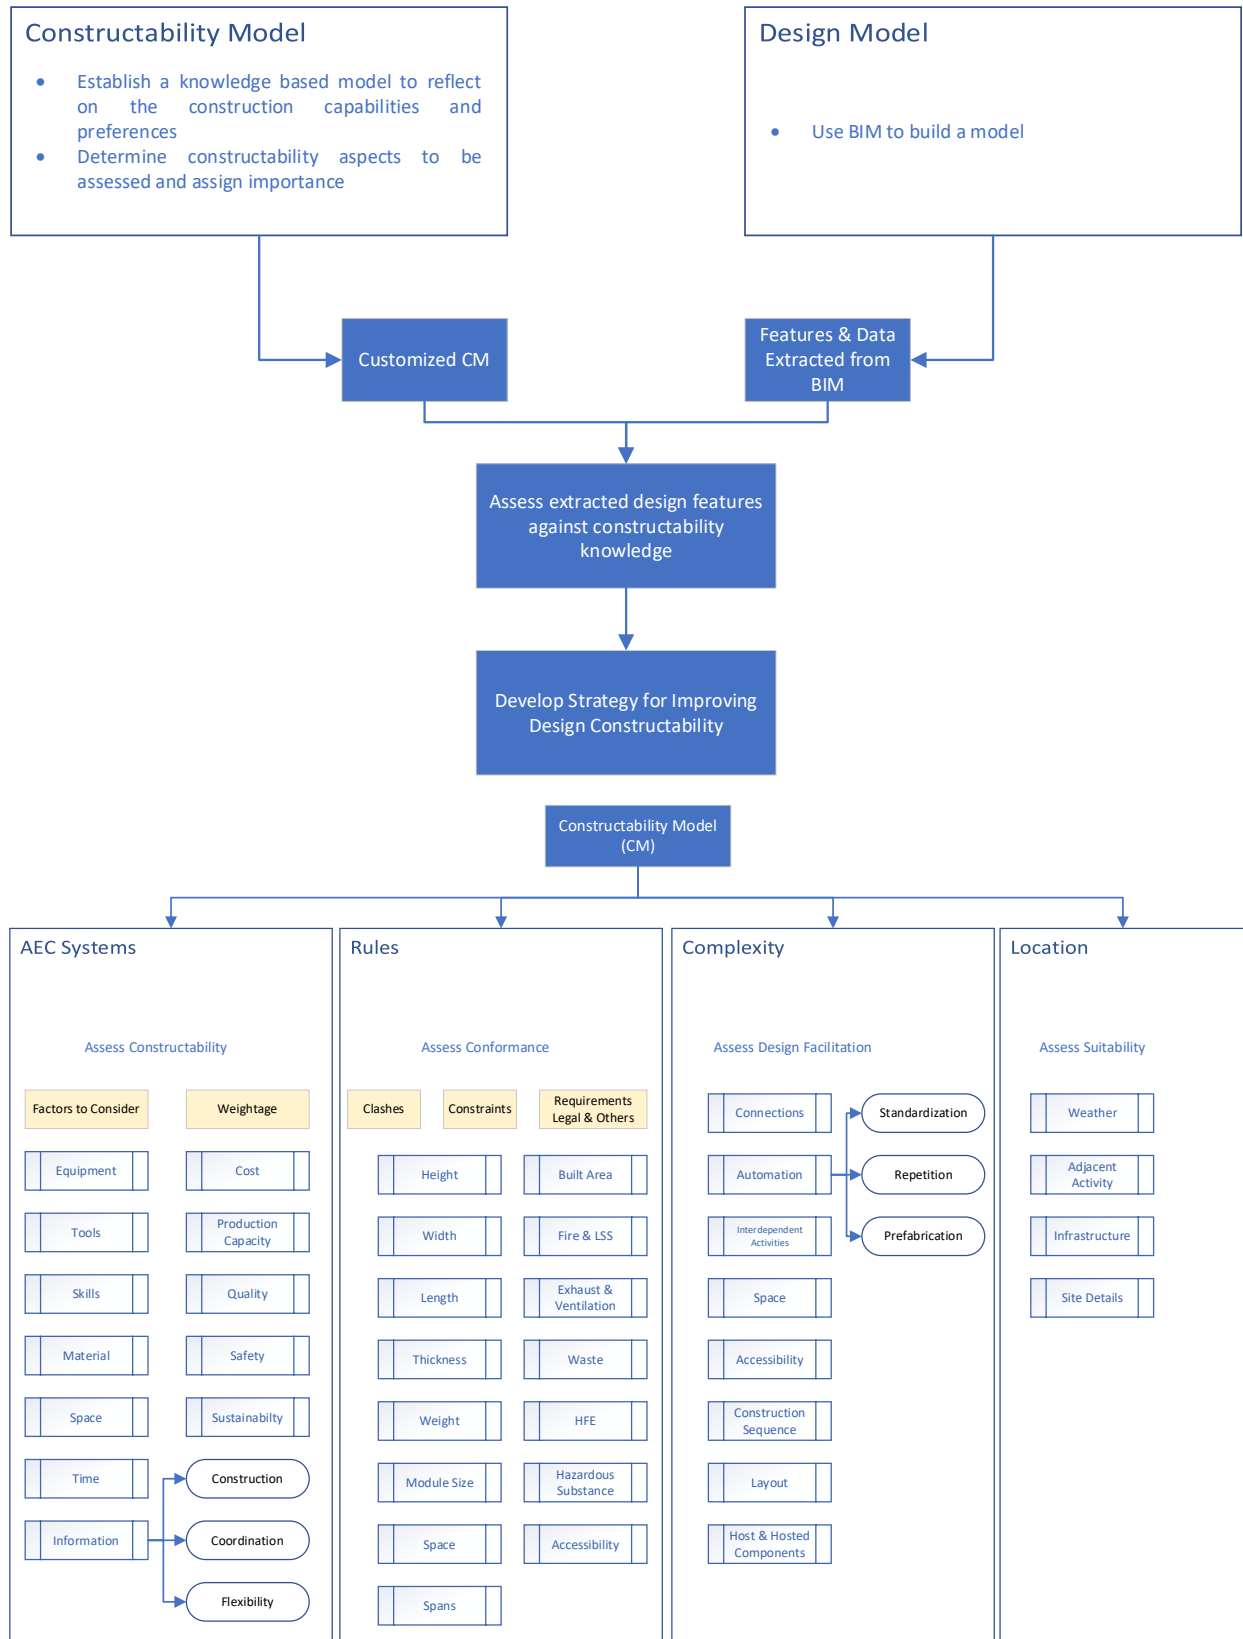 Constructability Model
• Establish a knowledge based model to reflect
on the construction capabilities and
preferences
• Determine constructability aspects to be
assessed and assign importance
Design Model
• Use BIM to build a model
Customized CM
Features & Data
Extracted from
BIM
Assess extracted design features
against constructability
knowledge
Develop Strategy for Improving
Design Constructability
Constructability Model
(CM)
AEC Systems
Assess Constructability
Factors to Consider
Equipment
Tools
Skills
Material
Space
Time
Information
Weightage
Cost
Production
Capacity
Quality
Safety
Sustainabilty
Construction
Coordination
Flexibility
Rules
Assess Conformance
Clashes
Constraints
Requirements
Legal & Others
Height
Width
Length
Thickness
Weight
Module Size
Space
Spans
Built Area
Fire & LSS
Exhaust &
Ventilation
Waste
HFE
Hazardous
Substance
Accessibility
Complexity
Assess Design Facilitation
Connections
Automation
Interdependent
Activities
Space
Accessibility
Construction
Sequence
Layout
Host & Hosted
Components
Standardization
Repetition
Prefabrication
Location
Assess Suitability
Weather
Adjacent
Activity
Infrastructure
Site Details